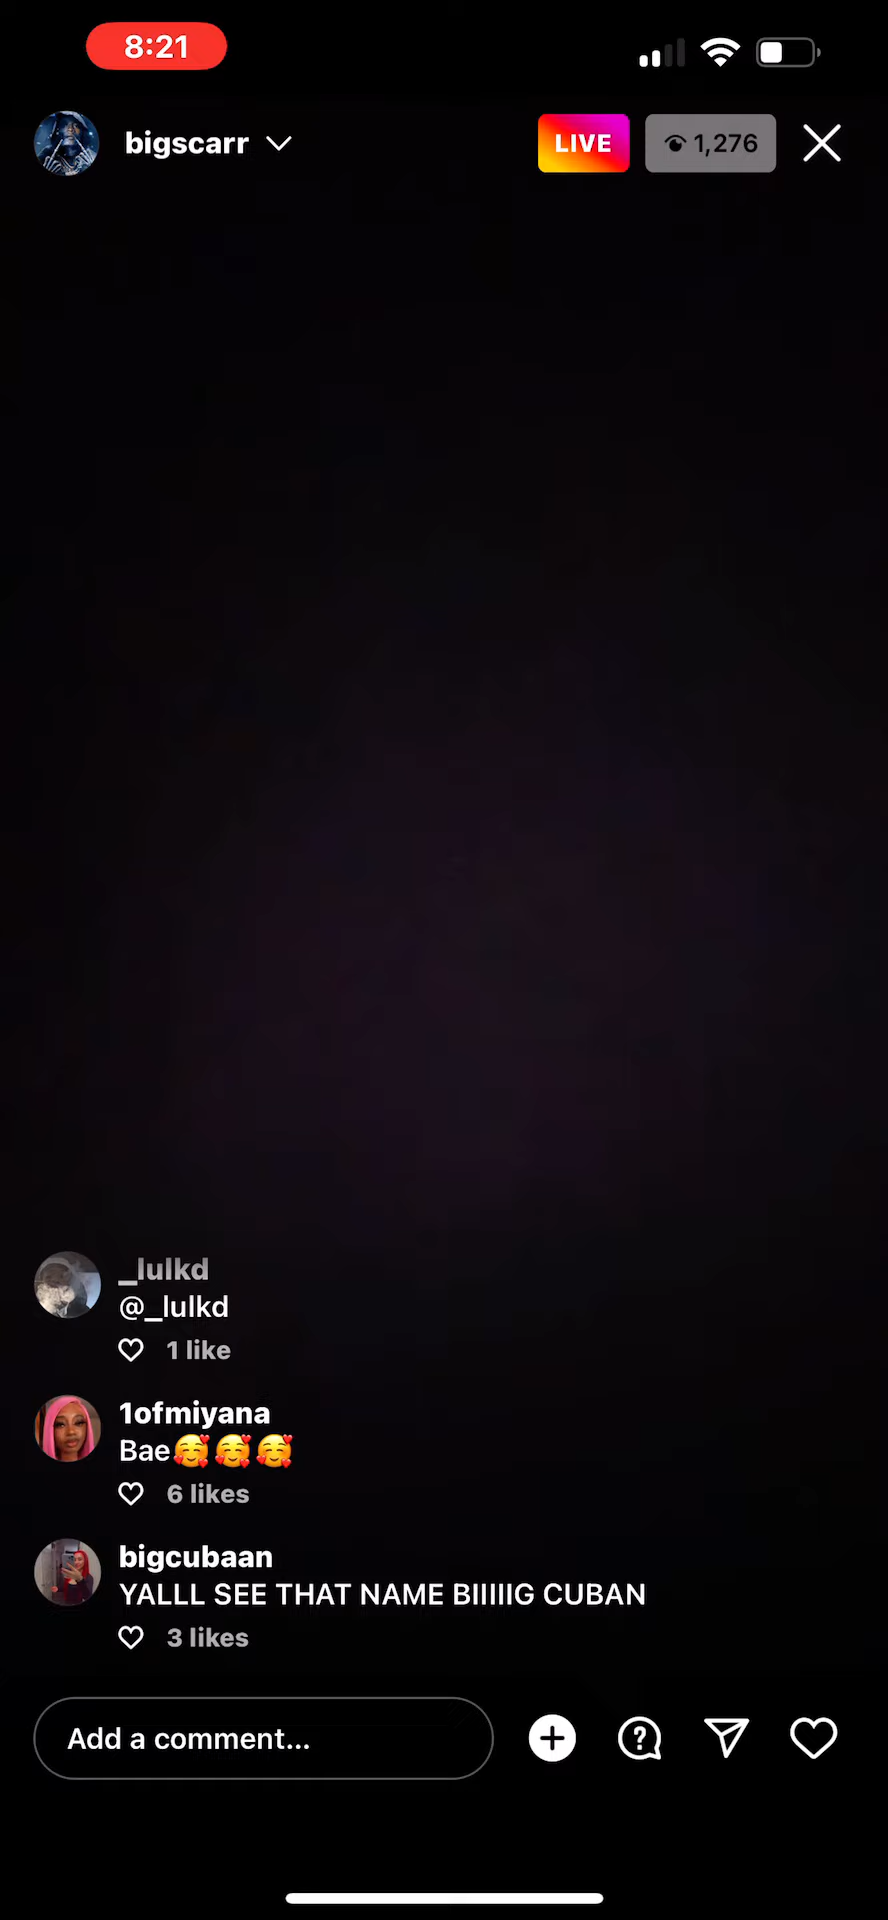 8:21
bigscarr
LIVE
1,276
_lulkd
@_lulkd
1 like
1ofmiyana
Bae🥰🥰🥰
6 likes
bigcubaan
YALLL SEE THAT NAME BIIIIIG CUBAN
3 likes
Add a comment...